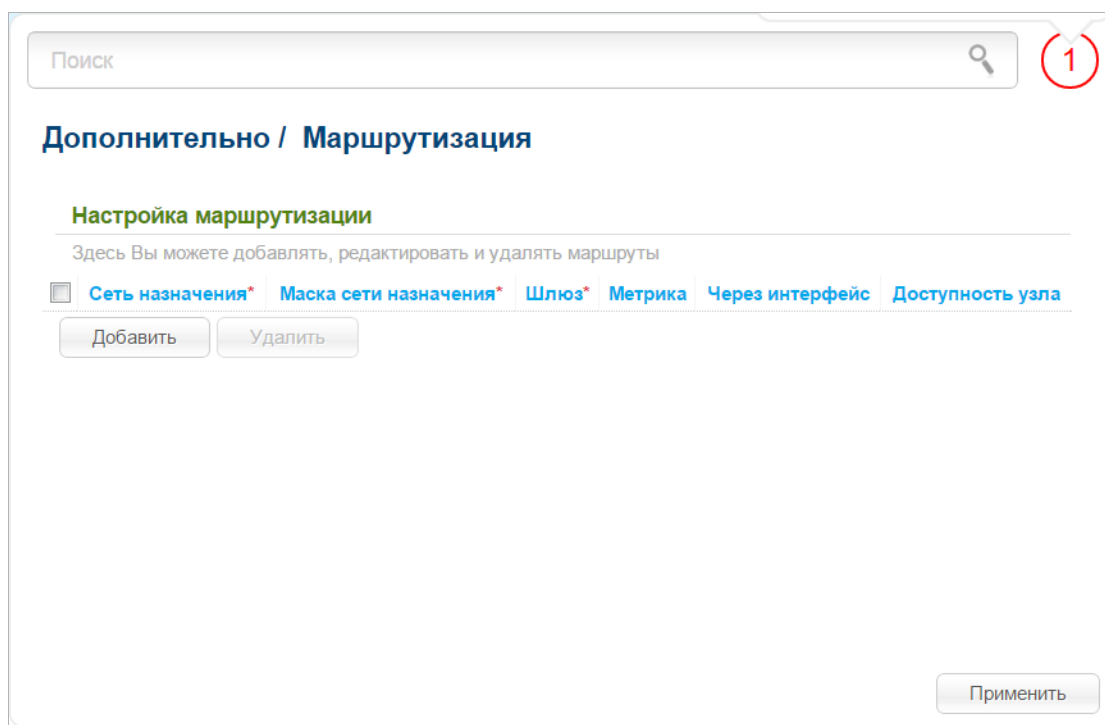 Поиск
1
Дополнительно / Маршрутизация
Настройка маршрутизации
Здесь Вы можете добавлять, редактировать и удалять маршруты
Сеть назначения* Маска сети назначения* Шлюз* Метрика Через интерфейс Доступность узла
Добавить Удалить
Применить